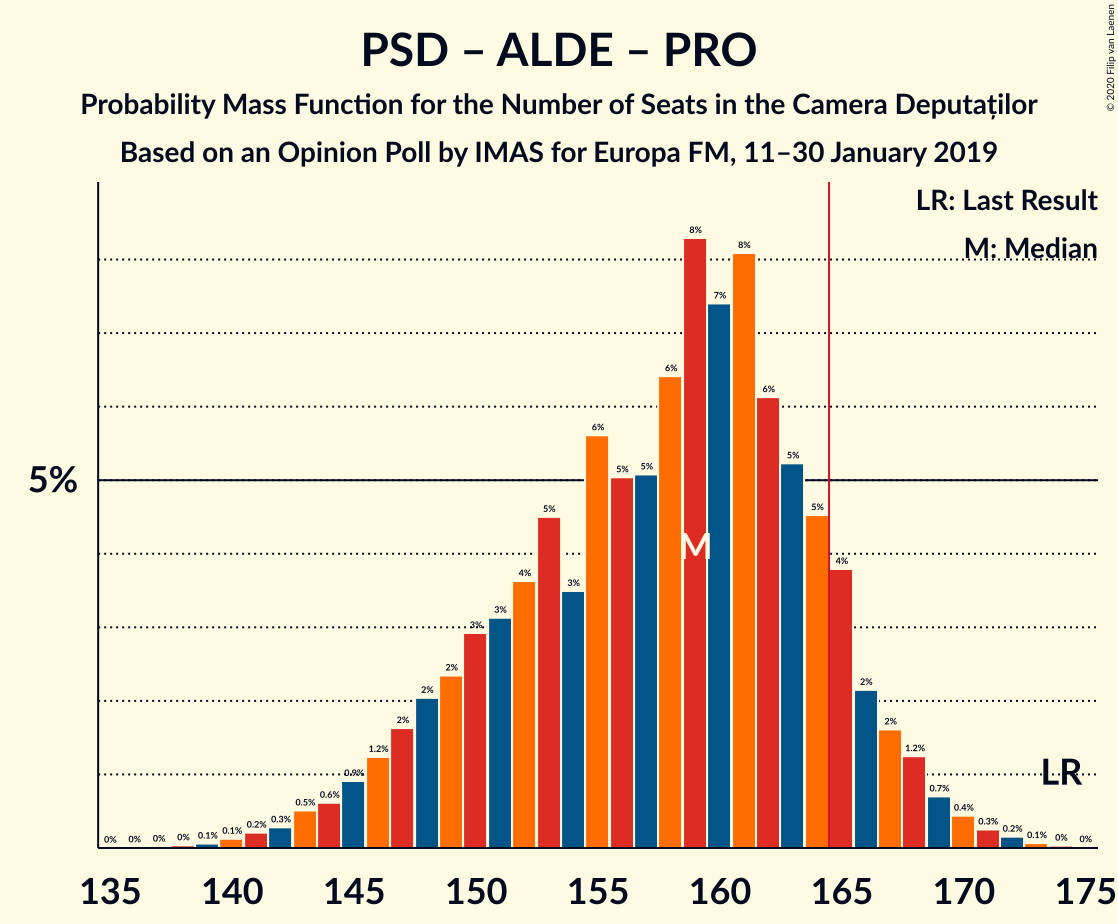 PSD – ALDE – PRO
Probability Mass Function for the Number of Seats in the Camera Deputaților
Based on an Opinion Poll by IMAS for Europa FM, 11–30 January 2019
© 2020 Filip van Laenen
LR: Last Result
M: Median
5%
0% 0% 0% 0% 0.1% 0.1% 0.2% 0.3% 0.5% 0.6% 0.9% 1.2% 2% 2% 2% 3% 3% 4% 5% 3% 6% 5% 5% 6% 8% 7% 8% 6% 5% 5% 4% 2% 2% 1.2% 0.7% 0.4% 0.3% 0.2% 0.1% 0% 0%
M
LR
135 140 145 150 155 160 165 170 175